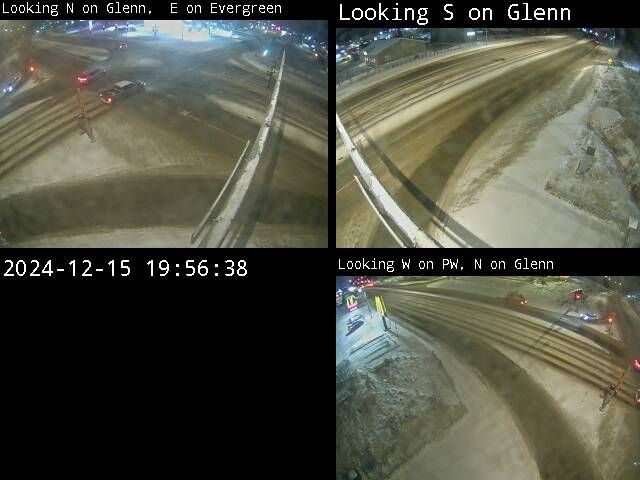 Looking N on Glenn,  E on Evergreen
Looking S on Glenn
2024-12-15 19:56:38
Looking W on PW, N on Glenn